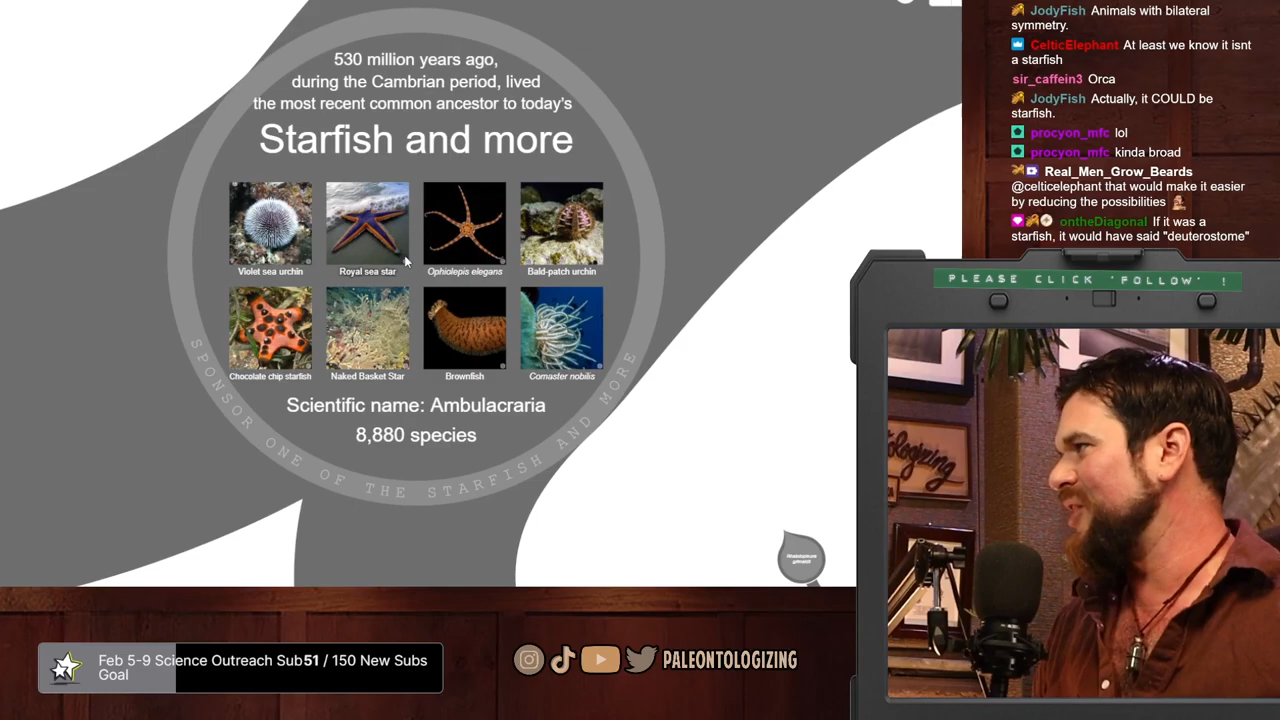 530 million years ago,
during the Cambrian period, lived
the most recent common ancestor to today's
Starfish and more
Violet sea urchin
Royal sea star
Ophiolepis elegans
Bald-patch urchin
Chocolate chip starfish
Naked Basket Star
Brownfish
Comaster nobilis
Scientific name: Ambulacraria
8,880 species
SPONSOR ONE OF THE STARFISH AND MORE
JodyFish Animals with bilateral
symmetry.
CelticElephant At least we know it isnt
a starfish
sir_caffein3 Orca
JodyFish Actually, it COULD be
starfish.
procyon_mfc lol
procyon_mfc kinda broad
Real_Men_Grow_Beards
@celticelephant that would make it easier
by reducing the possibilities
ontheDiagonal If it was a
starfish, it would have said "deuterostome"
PLEASE CLICK 'FOLLOW' !
ologizing
Feb 5-9 Science Outreach Sub
Goal
51 / 150 New Subs
PALEONTOLOGIZING